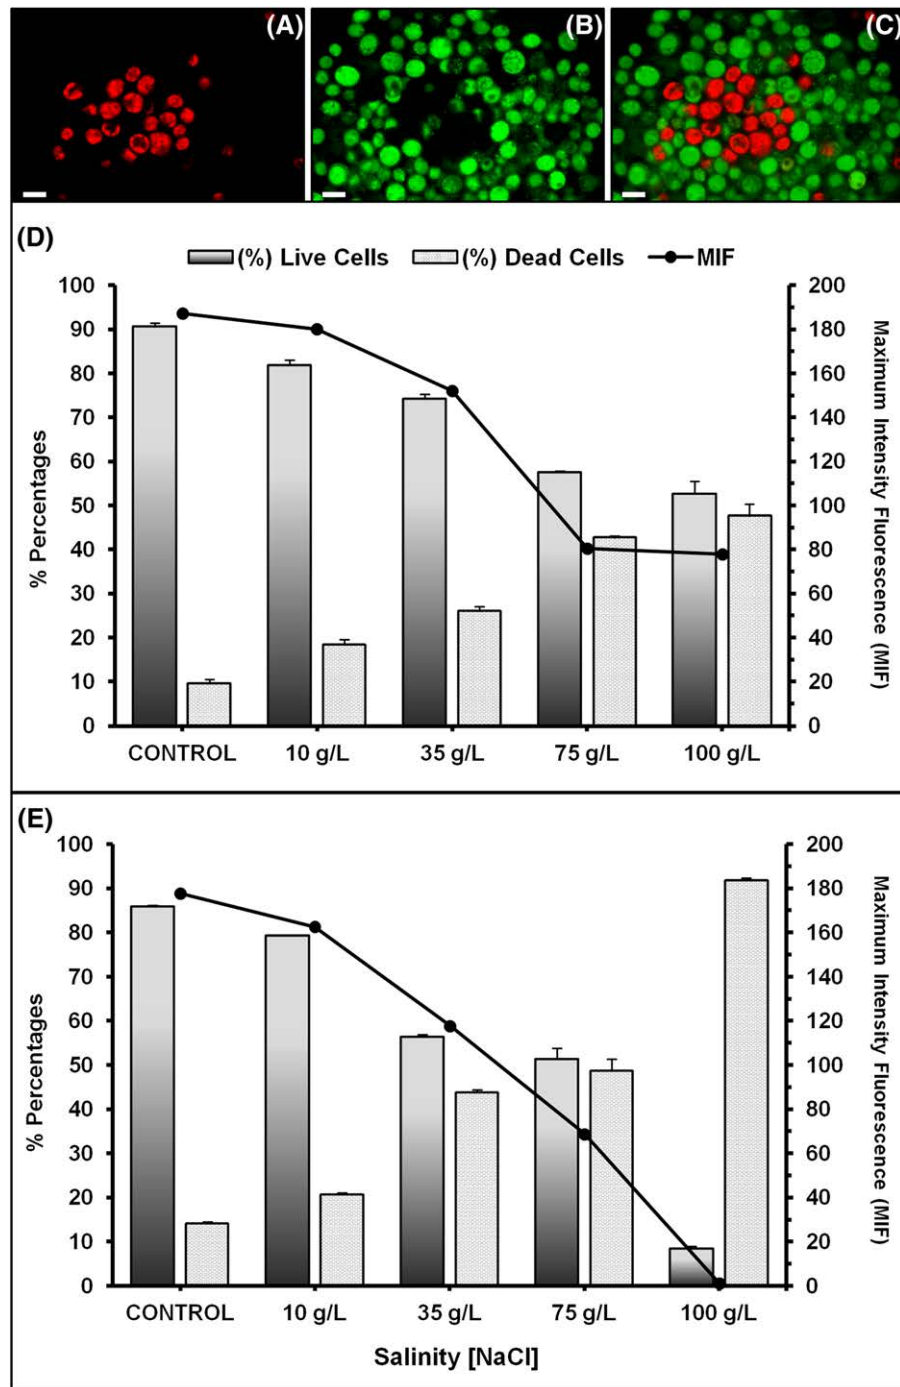 (A) (B) (C)
(D)
(%) Live Cells (%) Dead Cells MIF
100 200
90 180
80 160
70 140
60 120
50 100
40 80
30 60
20 40
10 20
0 0
% Percentages
Maximum Intensity Fluorescence (MIF)
CONTROL 10 g/L 35 g/L 75 g/L 100 g/L
(E)
100 200
90 180
80 160
70 140
60 120
50 100
40 80
30 60
20 40
10 20
0 0
% Percentages
Maximum Intensity Fluorescence (MIF)
CONTROL 10 g/L 35 g/L 75 g/L 100 g/L
Salinity [NaCl]